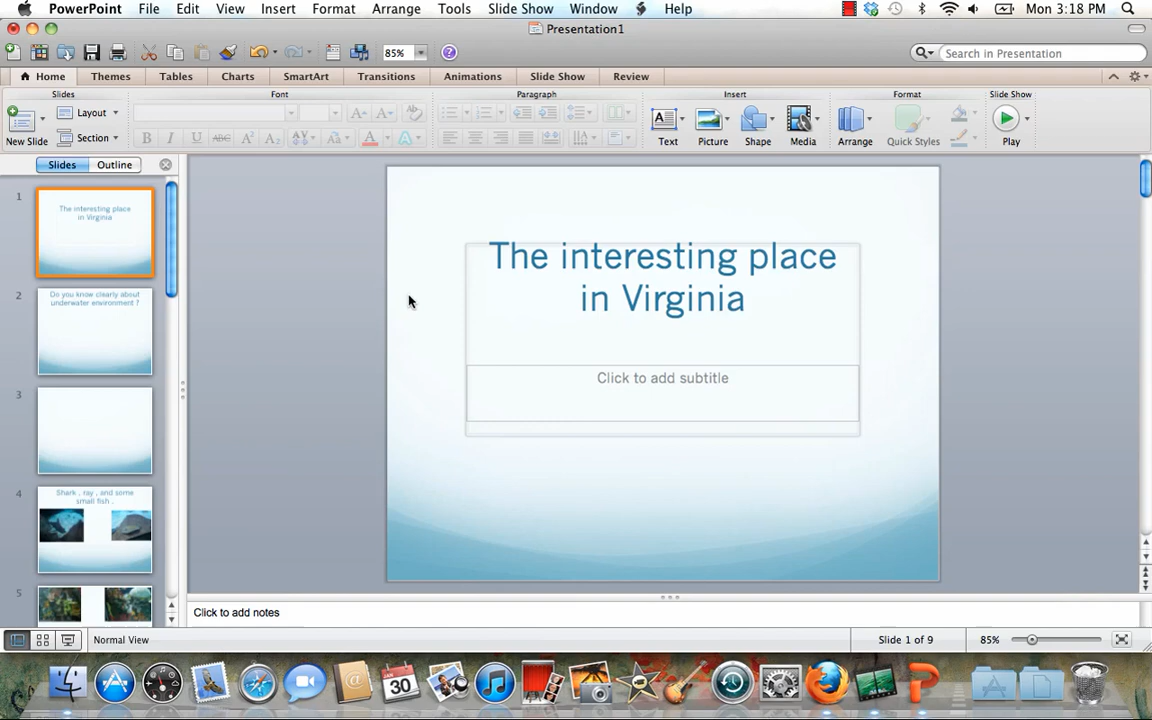 PowerPoint File Edit View Insert Format Arrange Tools Slide Show Window Help Mon 3:18 PM
Presentation1
85% Search in Presentation
Home Themes Tables Charts SmartArt Transitions Animations Slide Show Review
Slides Font Paragraph Insert Format Slide Show
Layout
New Slide Section
B I U ABC A² A₂ Aa A A
Text Picture Shape Media Arrange Quick Styles Play
Slides Outline
1
The interesting place
in Virginia
2
Do you know clearly about
underwater environment ?
3
4
Shark , ray , and some
small fish .
5
The interesting place
in Virginia
Click to add subtitle
Click to add notes
Normal View Slide 1 of 9 85%
JAN
30